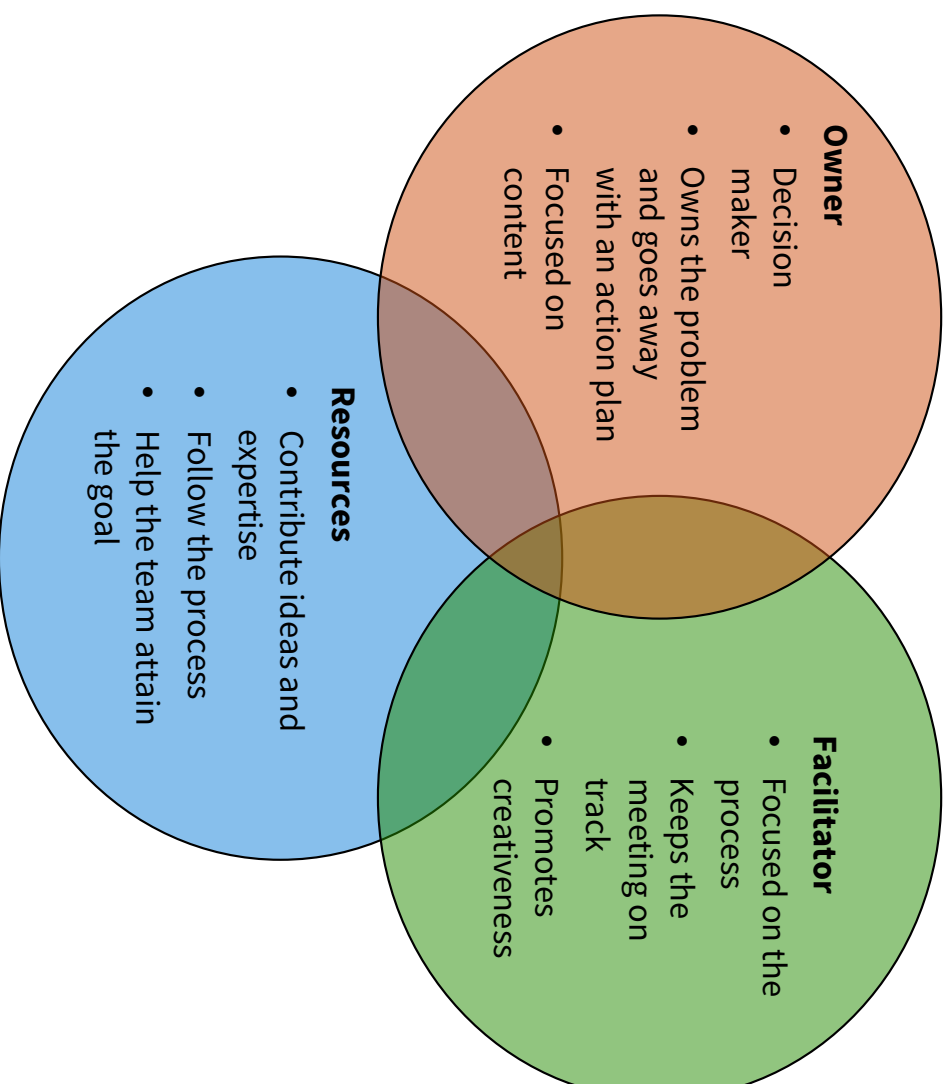 Owner
• Decision
maker
• Owns the problem
and goes away
with an action plan
• Focused on
content
Facilitator
• Focused on the
process
• Keeps the
meeting on
track
• Promotes
creativeness
Resources
• Contribute ideas and
expertise
• Follow the process
• Help the team attain
the goal